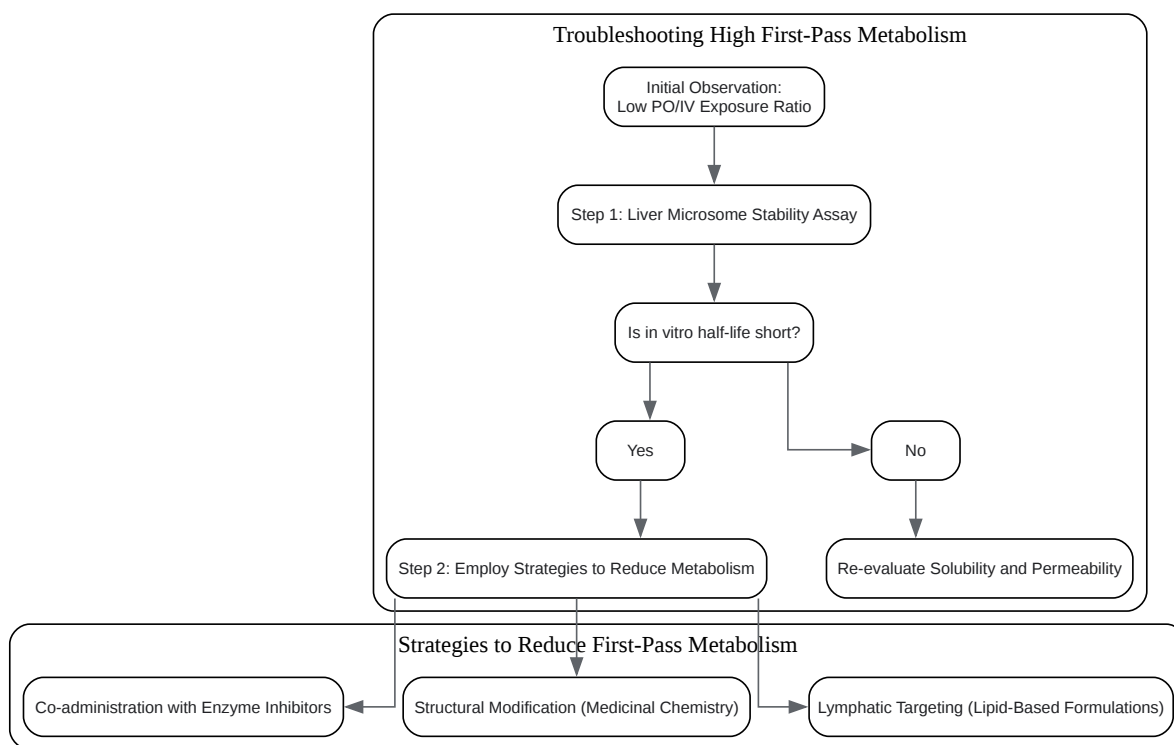 Troubleshooting High First-Pass Metabolism
Initial Observation:
Low PO/IV Exposure Ratio
Step 1: Liver Microsome Stability Assay
Is in vitro half-life short?
Yes
No
Step 2: Employ Strategies to Reduce Metabolism
Re-evaluate Solubility and Permeability
Strategies to Reduce First-Pass Metabolism
Co-administration with Enzyme Inhibitors
Structural Modification (Medicinal Chemistry)
Lymphatic Targeting (Lipid-Based Formulations)